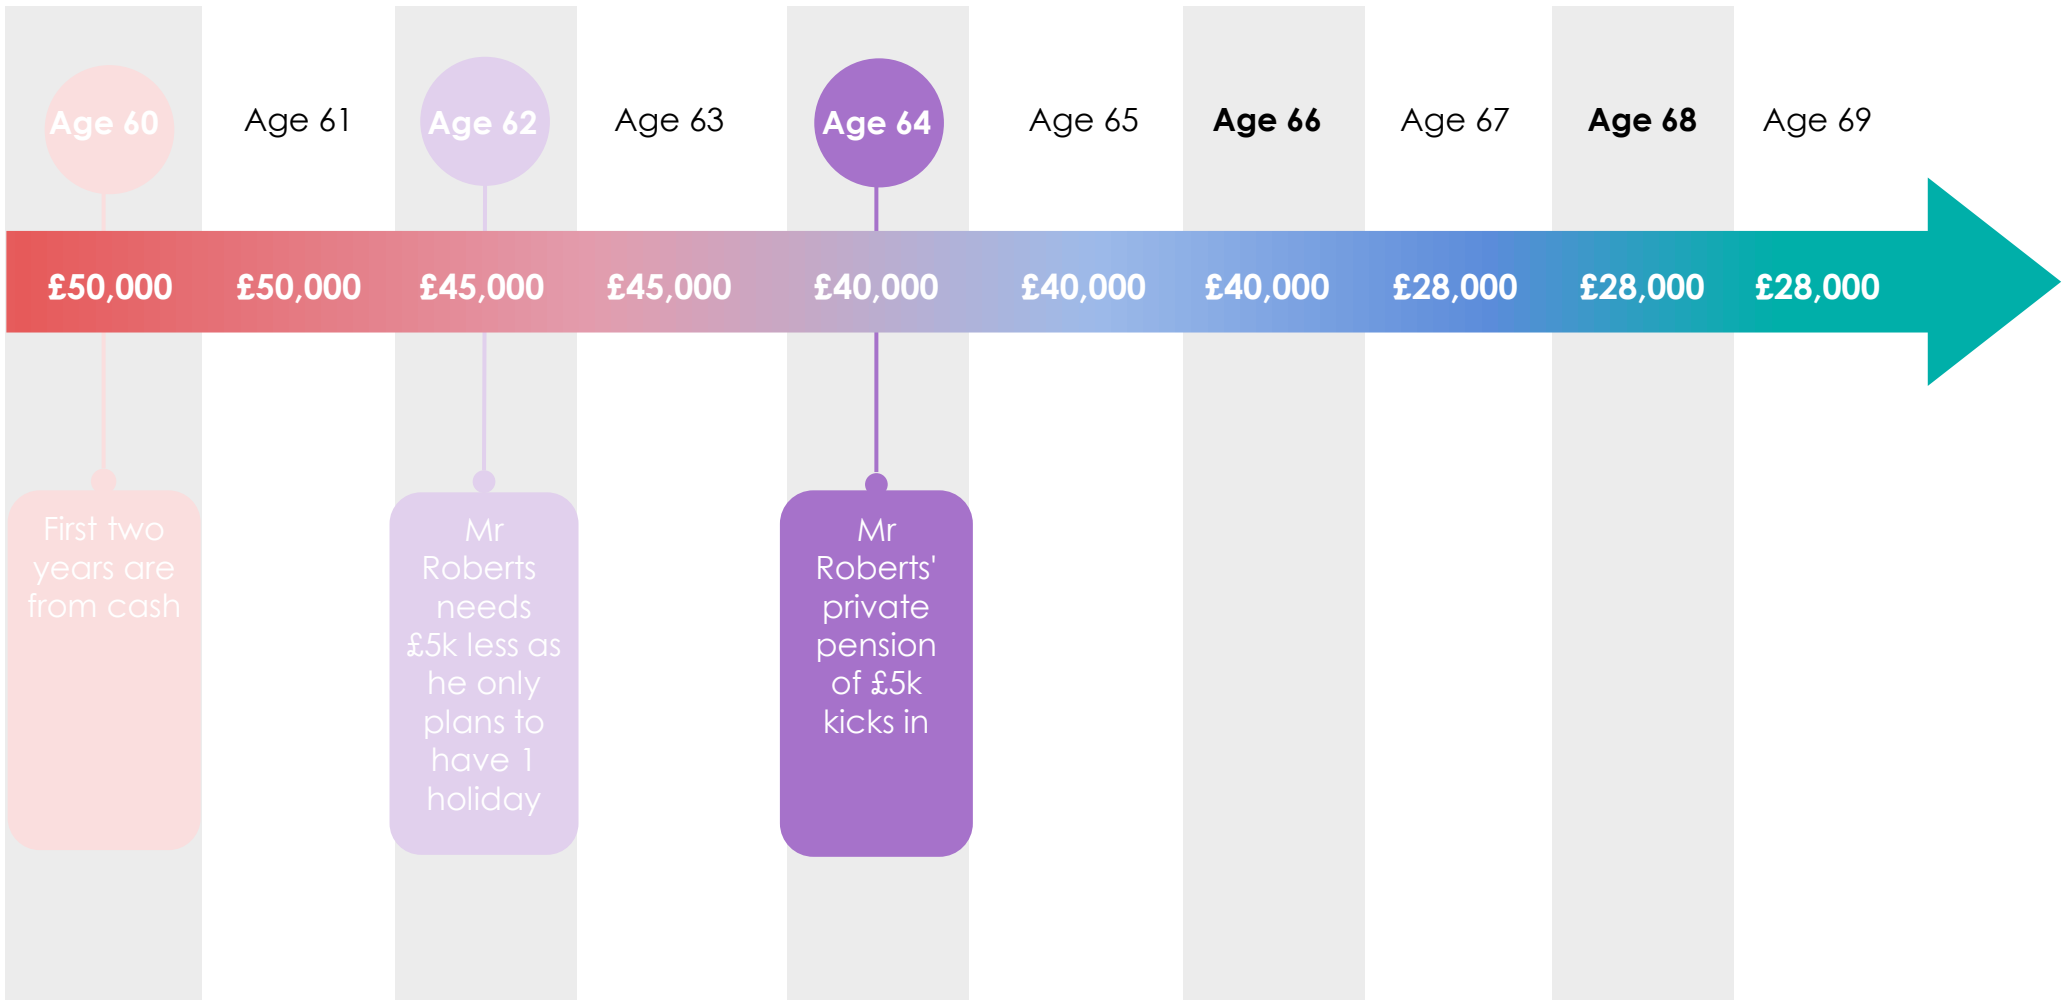 Age 60
Age 61
Age 62
Age 63
Age 64
Age 65
Age 66
Age 67
Age 68
Age 69
£50,000
£50,000
£45,000
£45,000
£40,000
£40,000
£40,000
£28,000
£28,000
£28,000
First two
years are
from cash
Mr
Roberts
needs
£5k less as
he only
plans to
have 1
holiday
Mr
Roberts'
private
pension
of £5k
kicks in